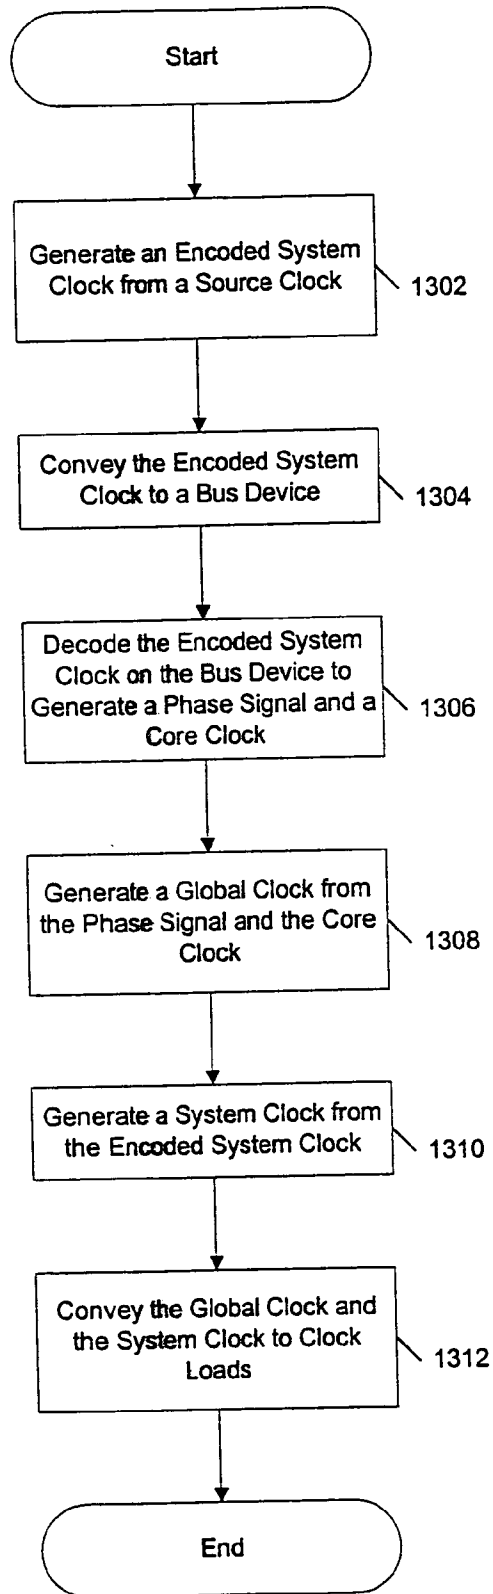 Start
Generate an Encoded System
Clock from a Source Clock
1302
Convey the Encoded System
Clock to a Bus Device
1304
Decode the Encoded System
Clock on the Bus Device to
Generate a Phase Signal and a
Core Clock
1306
Generate a Global Clock from
the Phase Signal and the Core
Clock
1308
Generate a System Clock from
the Encoded System Clock
1310
Convey the Global Clock and
the System Clock to Clock
Loads
1312
End